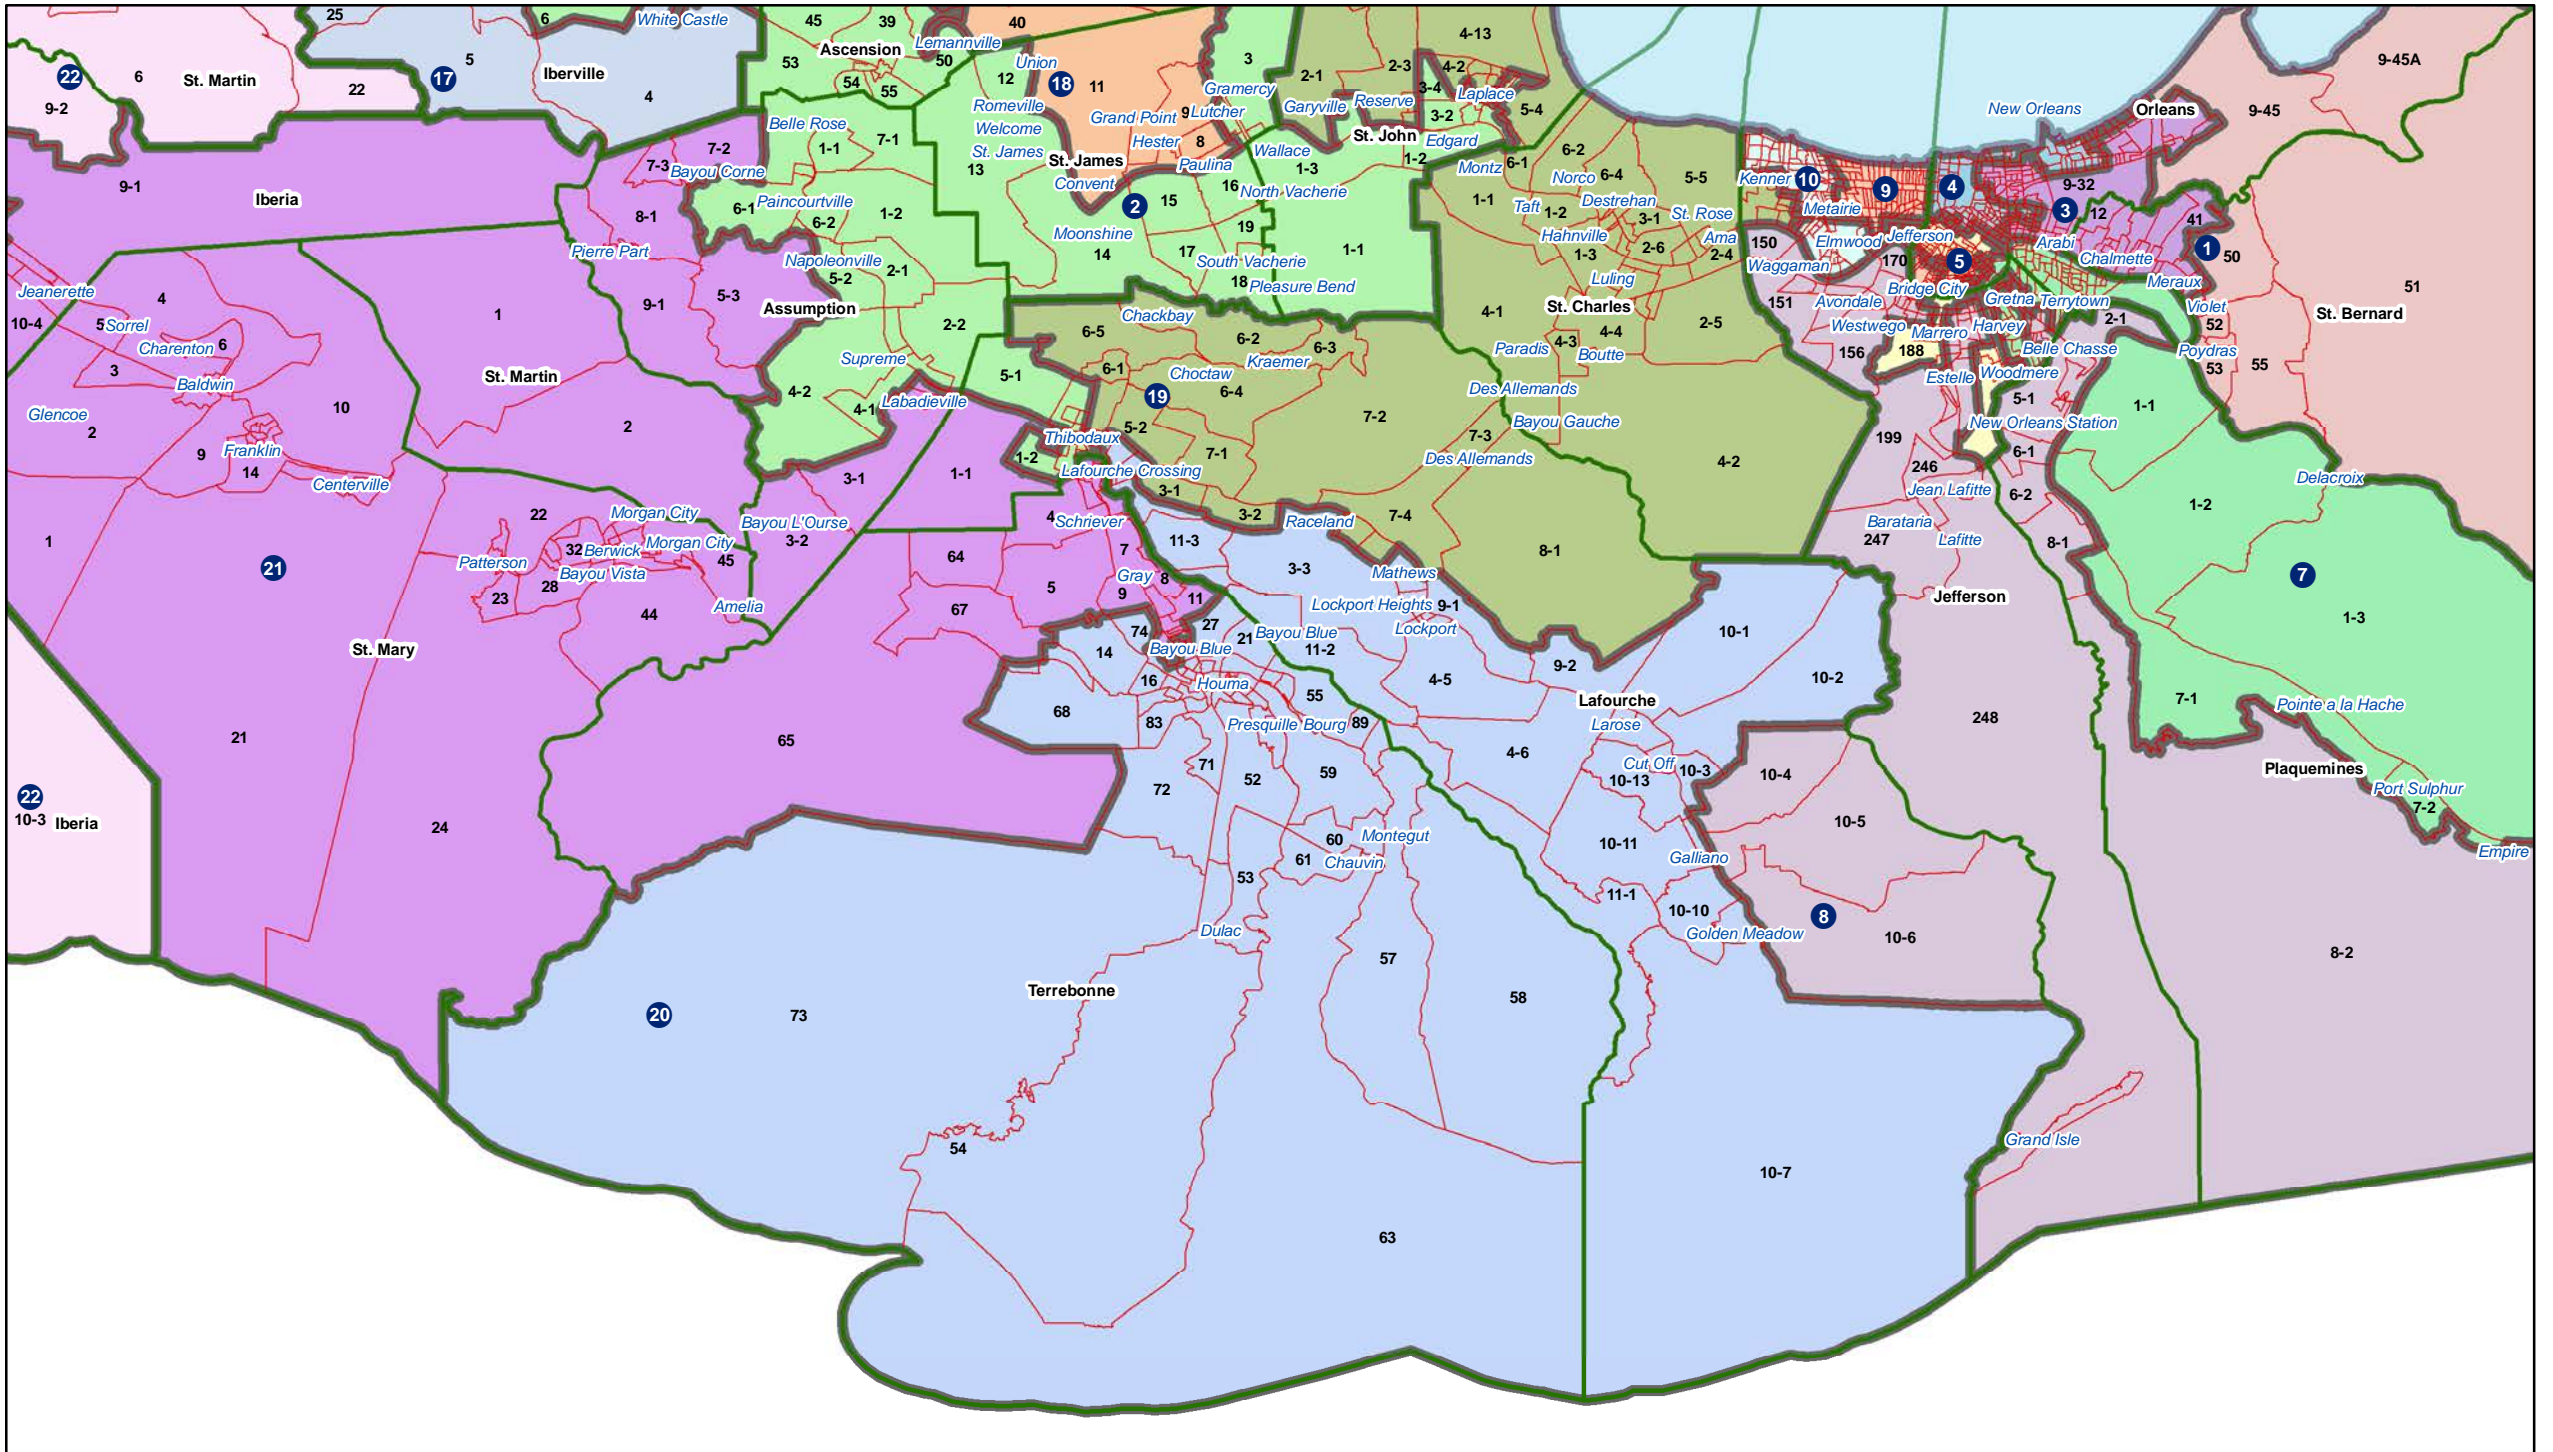 25
6
White Castle
45
39
40
4-13
Lemannville
Ascension
50
53
54
55
Union
12
18
11
3
2-1
2-3
4-2
3-4
9-45A
22
6
St. Martin
9-2
17
5
22
Iberville
4
Romeville
Grand Point
9
Lutcher
Gramercy
Garyville
Reserve
Laplace
3-2
5-4
New Orleans
Orleans
9-45
Belle Rose
7-1
1-1
Welcome
St. James
13
Hester
8
St. James
Paulina
Convent
St. John
Edgard
Wallace
1-3
1-2
Montz
6-1
6-2
Norco
6-4
5-5
7-2
7-3
Bayou Corne
9-1
Iberia
8-1
6-1
Paincourtville
6-2
1-2
2
15
16
North Vacherie
19
Moonshine
14
17
South Vacherie
18
Pleasure Bend
1-1
1-1
Taft
1-2
Destrehan
3-1
St. Rose
Hahnville
1-3
2-6
Ama
2-4
Luling
Kenner
10
9
4
Metairie
9-32
3
12
41
1
50
Elmwood
Jefferson
Arabi
Chalmette
150
Waggaman
170
5
Meraux
51
Pierre Part
Napoleonville
5-2
2-1
5-3
9-1
Assumption
2-2
Jeanerette
4
10-4
5
Sorrel
Charenton
6
3
Baldwin
1
St. Martin
10
Glencoe
2
2
9
Franklin
14
Centerville
Supreme
4-2
4-1
Labadieville
5-1
Chackbay
6-5
6-2
6-3
Kraemer
6-1
Choctaw
19
6-4
7-2
4-1
St. Charles
4-4
4-3
Paradis
Boutte
2-5
Des Allemands
Bayou Gauche
7-3
Des Allemands
4-2
151
Avondale
Bridge City
Gretna
Terrytown
Westwego
Marrero
Harvey
2-1
Violet
52
St. Bernard
156
188
Belle Chasse
Poydras
53
55
Estelle
Woodmere
5-1
1-1
New Orleans Station
199
6-1
246
Jean Lafitte
6-2
Delacroix
1-2
Barataria
247
Lafitte
8-1
5-2
Thibodaux
1-2
7-1
Lafourche Crossing
3-1
1-1
3-1
3-2
Raceland
7-4
4
Schriever
11-3
8-1
7
22
Morgan City
Bayou L'Ourse
3-2
1
21
32
Berwick
Morgan City
Patterson
Bayou Vista
45
23
28
44
Amelia
64
5
Gray
8
9
11
67
3-3
Mathews
Lockport Heights
9-1
Lockport
7
Jefferson
1-3
St. Mary
74
27
21
Bayou Blue
11-2
14
Bayou Blue
16
Houma
55
4-5
9-2
10-1
10-2
Lafourche
68
83
Presquille
Bourg
89
Larose
248
7-1
Pointe a la Hache
21
65
71
72
52
59
4-6
Cut Off
10-3
10-13
10-4
Plaquemines
Port Sulphur
7-2
22
10-3
Iberia
24
60
Montegut
61
Chauvin
53
10-11
10-5
Galliano
Empire
11-1
10-10
8
10-6
Golden Meadow
Dulac
57
8-2
Terrebonne
58
20
73
54
Grand Isle
10-7
63